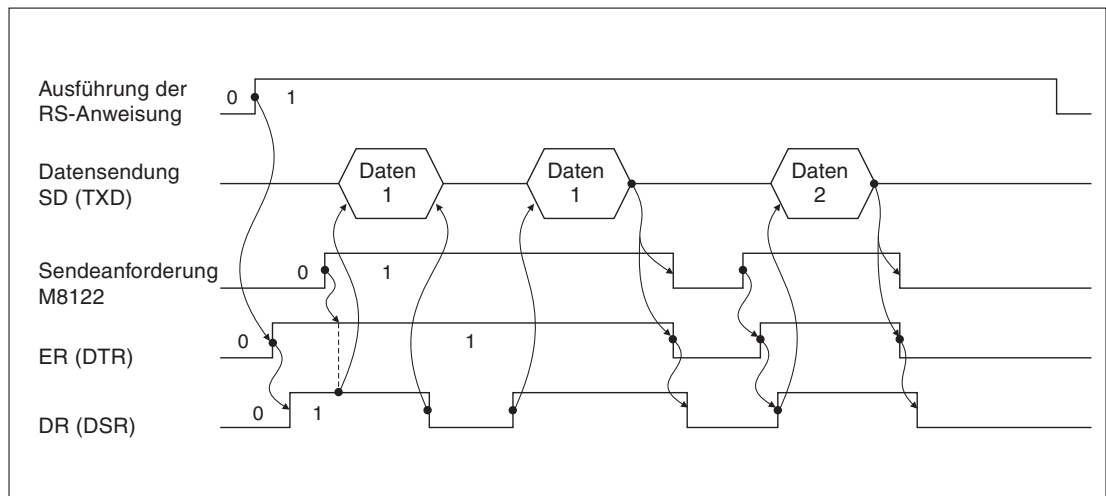 Ausführung der
RS-Anweisung
0 1
Datensendung
SD (TXD)
Daten
1
Daten
1
Daten
2
Sendeanforderung
M8122
0 1
ER (DTR)
0 1
DR (DSR)
0 1